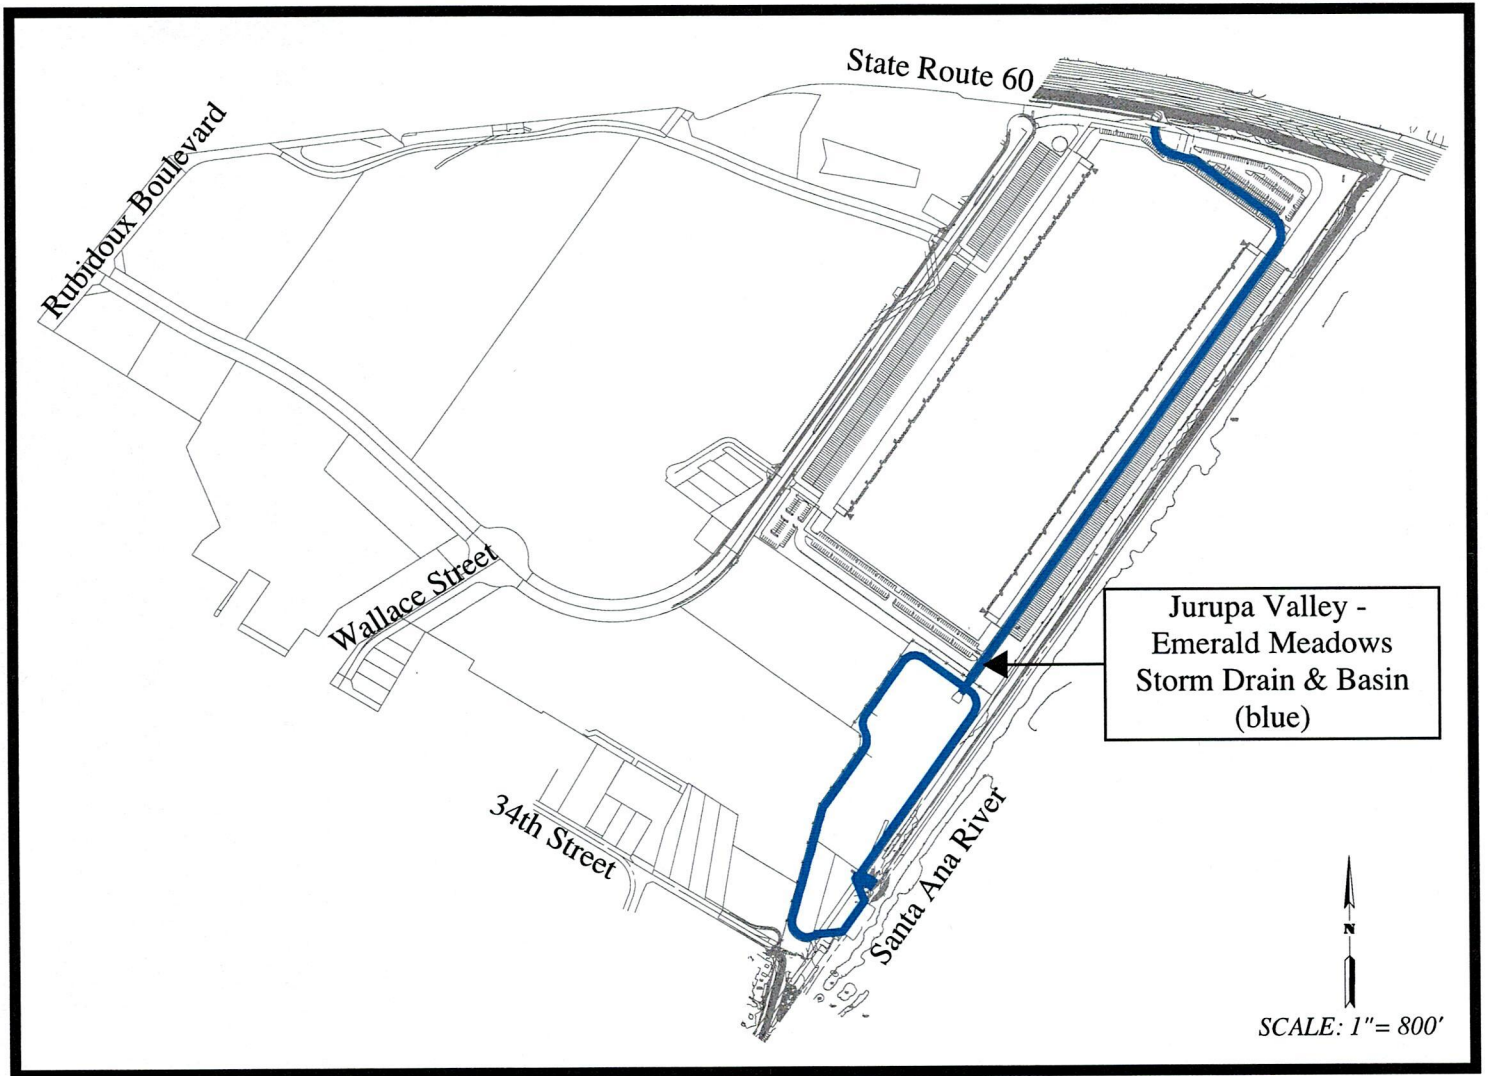 State Route 60
Rubidoux Boulevard
Wallace Street
Jurupa Valley -
Emerald Meadows
Storm Drain & Basin
(blue)
34th Street
Santa Ana River
N
SCALE: 1"= 800'